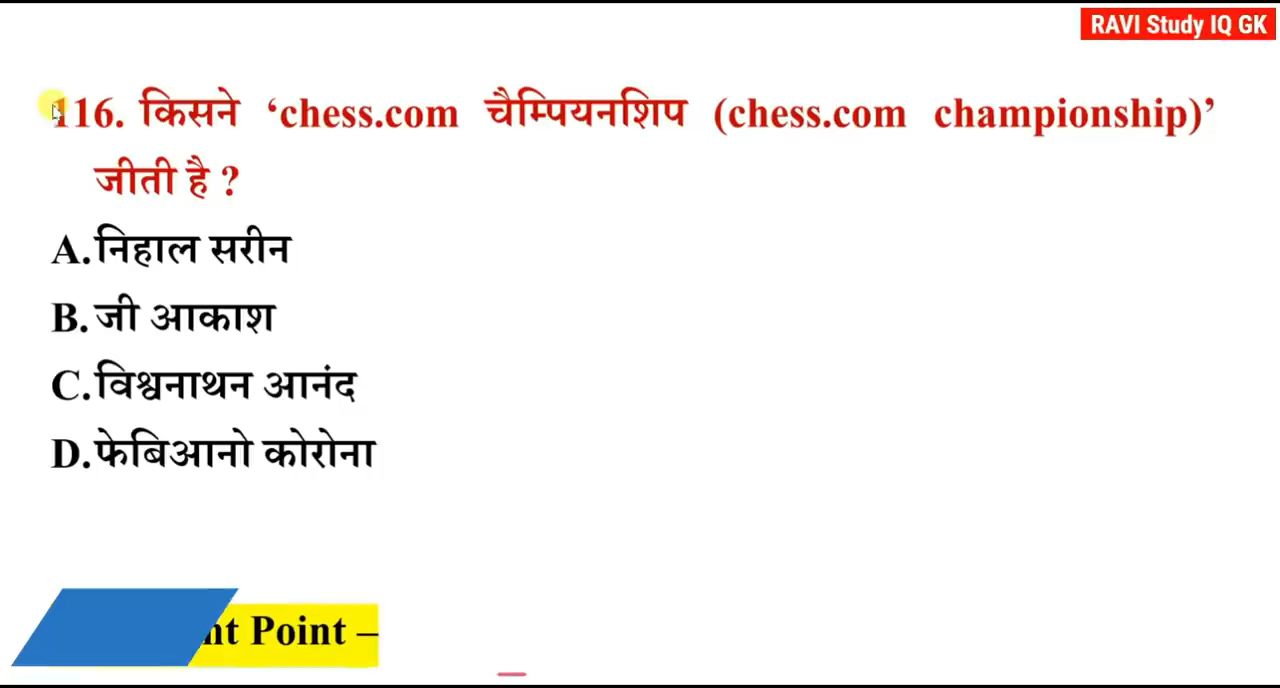 RAVI Study IQ GK
116. किसने ‘chess.com चैम्पियनशिप (chess.com championship)’
जीती है ?
A.निहाल सरीन
B.जी आकाश
C.विश्वनाथन आनंद
D.फेबिआनो कोरोना
Point –